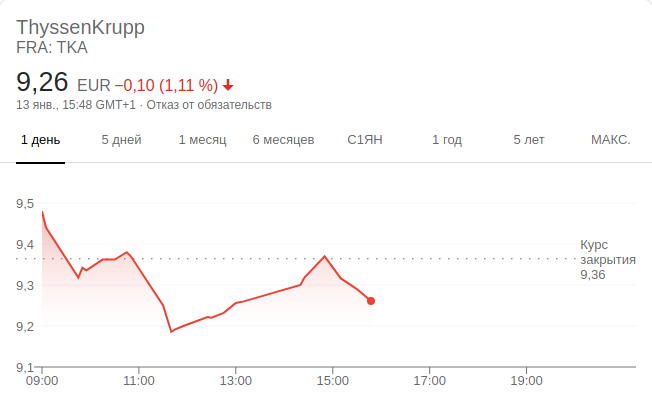 ThyssenKrupp
FRA: TKA
9,26 EUR −0,10 (1,11 %)
13 янв., 15:48 GMT+1 · Отказ от обязательств
1 день 5 дней 1 месяц 6 месяцев С1ЯН 1 год 5 лет МАКС.
9,5
9,4
9,3
9,2
9,1
Курс
закрытия
9,36
09:00 11:00 13:00 15:00 17:00 19:00